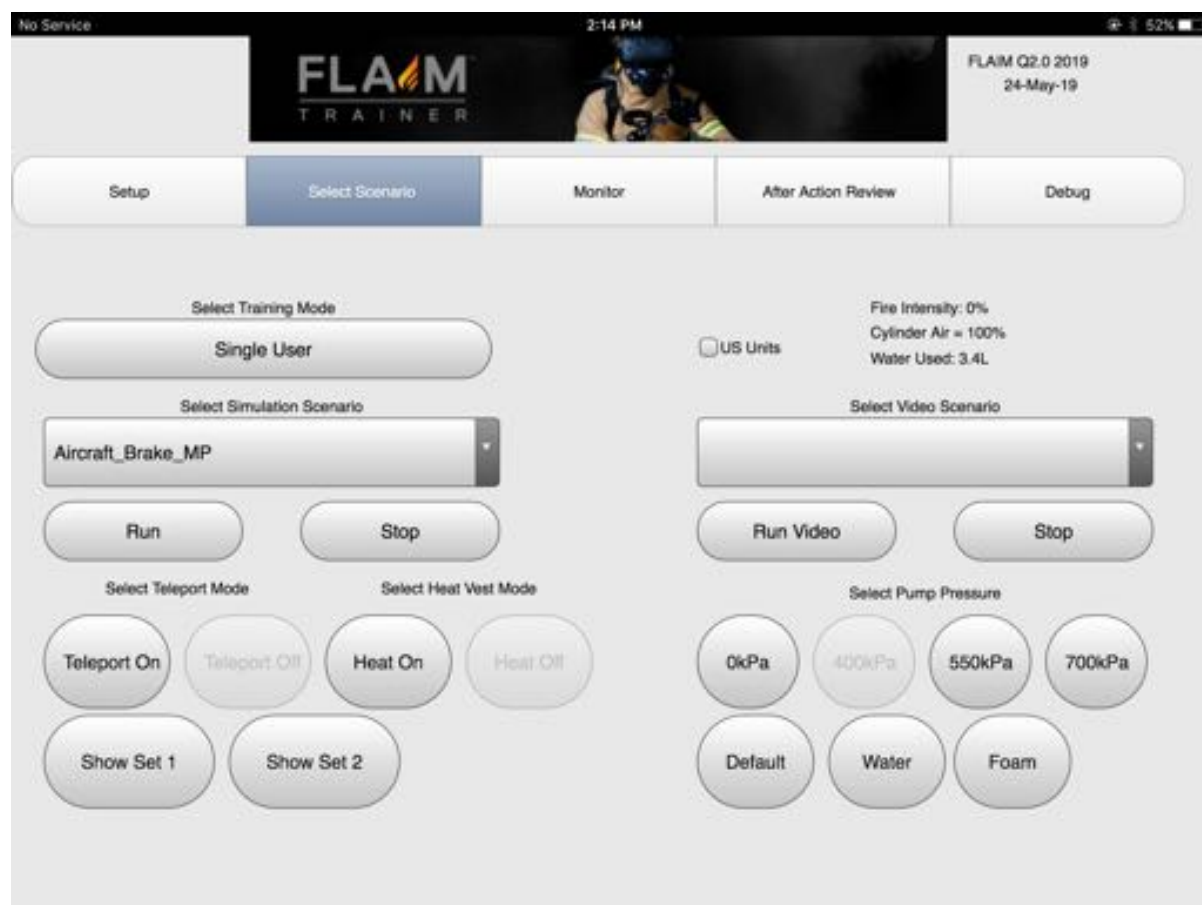 No Service 2:14 PM 52%
FLAIM
TRAINER
FLAIM Q2.0 2019
24-May-19
Setup Select Scenario Monitor After Action Review Debug
Select Training Mode
Single User
US Units
Fire Intensity: 0%
Cylinder Air = 100%
Water Used: 3.4L
Select Simulation Scenario
Aircraft_Brake_MP
Select Video Scenario
Run Stop
Run Video Stop
Select Teleport Mode Select Heat Vest Mode
Teleport On Teleport Off Heat On Heat Off
Select Pump Pressure
0kPa 400kPa 550kPa 700kPa
Show Set 1 Show Set 2
Default Water Foam